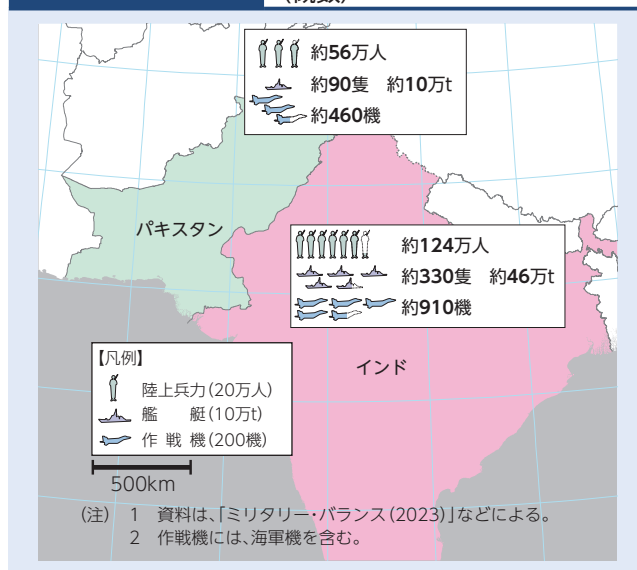 約56万人
約90隻 約10万t
約460機
パキスタン
約124万人
約330隻 約46万t
約910機
インド
【凡例】
陸上兵力(20万人)
艦 艇(10万t)
作 戦 機(200機)
500km
(注) 1 資料は、「ミリタリー・バランス(2023)」などによる。
2 作戦機には、海軍機を含む。